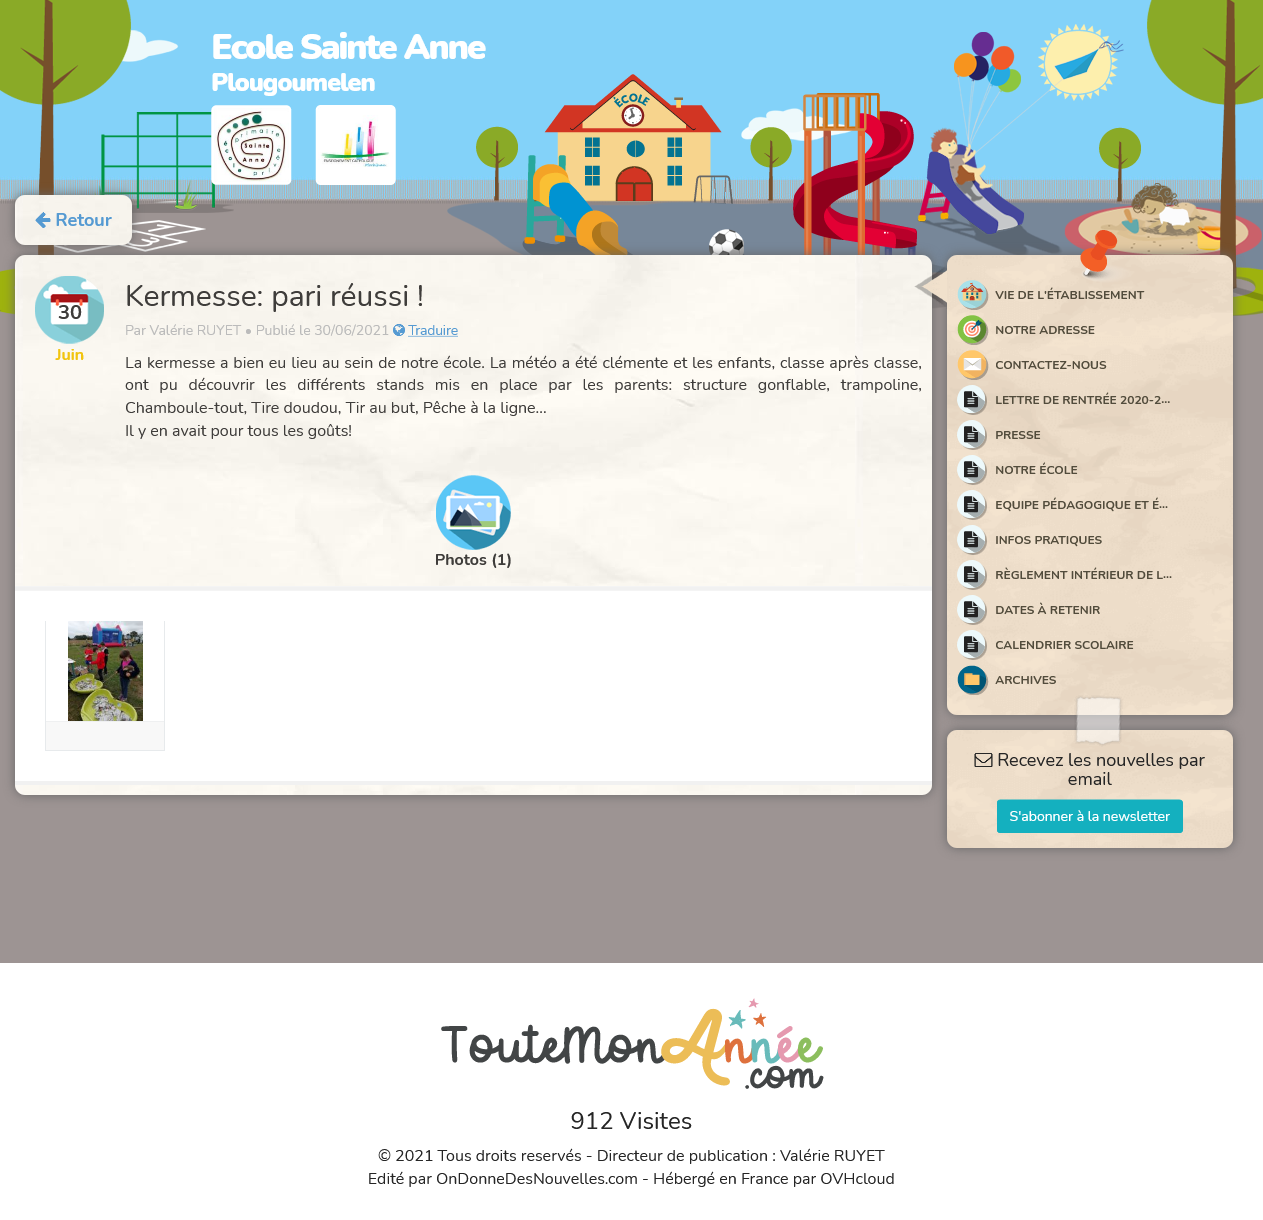 Ecole Sainte Anne
Plougoumelen
ÉCOLE
Sainte
Anne
Retour
30
Juin
Kermesse: pari réussi !
Par Valérie RUYET • Publié le 30/06/2021 Traduire
La kermesse a bien eu lieu au sein de notre école. La météo a été clémente et les enfants, classe après classe,
ont pu découvrir les différents stands mis en place par les parents: structure gonflable, trampoline,
Chamboule-tout, Tire doudou, Tir au but, Pêche à la ligne...
Il y en avait pour tous les goûts!
Photos (1)
VIE DE L'ÉTABLISSEMENT
NOTRE ADRESSE
CONTACTEZ-NOUS
LETTRE DE RENTRÉE 2020-2...
PRESSE
NOTRE ÉCOLE
EQUIPE PÉDAGOGIQUE ET É...
INFOS PRATIQUES
RÈGLEMENT INTÉRIEUR DE L...
DATES À RETENIR
CALENDRIER SCOLAIRE
ARCHIVES
Recevez les nouvelles par
email
S'abonner à la newsletter
TouteMonAnnée
.com
912 Visites
© 2021 Tous droits reservés - Directeur de publication : Valérie RUYET
Edité par OnDonneDesNouvelles.com - Hébergé en France par OVHcloud